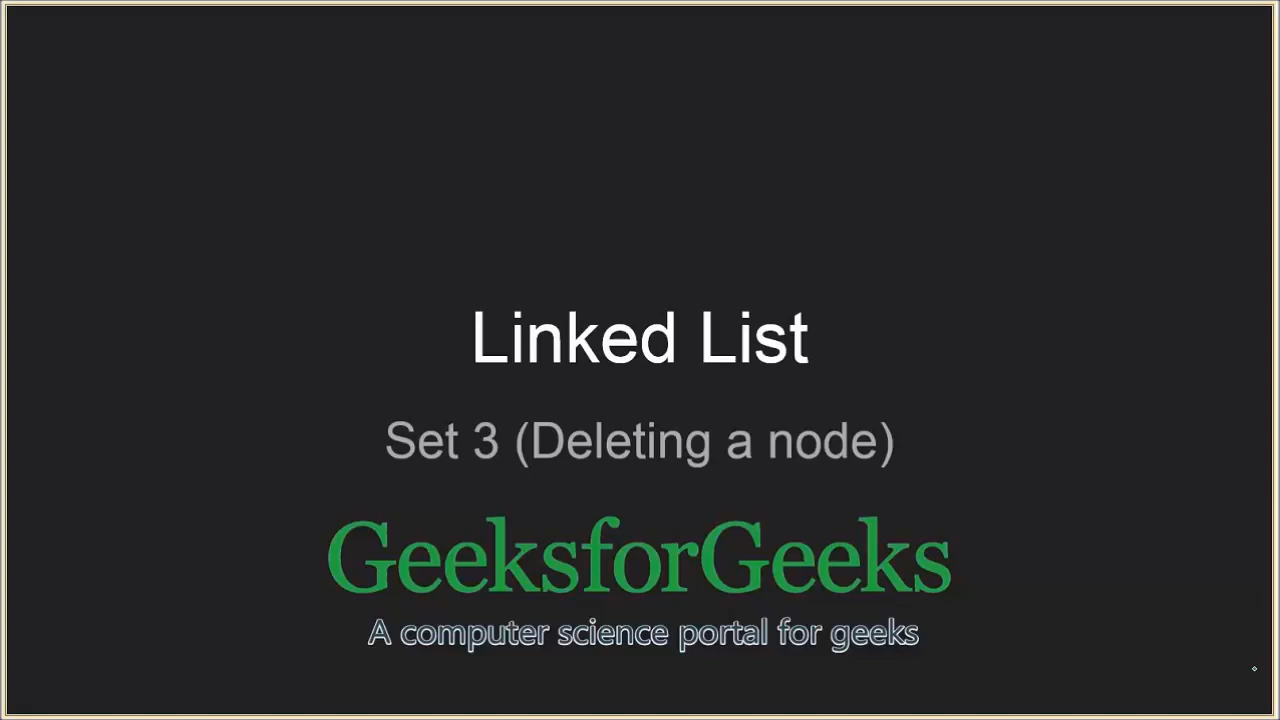 Linked List
Set 3 (Deleting a node)
GeeksforGeeks
A computer science portal for geeks